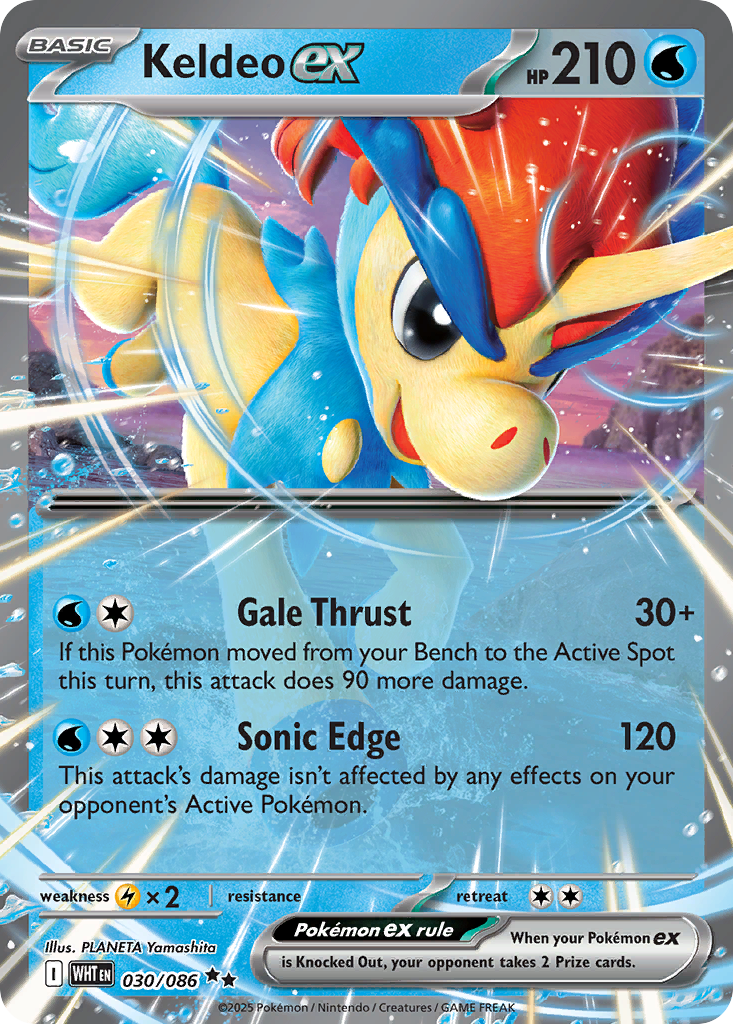 BASIC
Keldeo ex
HP 210
Gale Thrust 30+
If this Pokémon moved from your Bench to the Active Spot
this turn, this attack does 90 more damage.
Sonic Edge 120
This attack's damage isn't affected by any effects on your
opponent's Active Pokémon.
weakness ×2 resistance retreat
Illus. PLANETA Yamashita
Pokémon ex rule
When your Pokémon ex
is Knocked Out, your opponent takes 2 Prize cards.
I WHT EN 030/086 ★★
©2025 Pokémon / Nintendo / Creatures / GAME FREAK